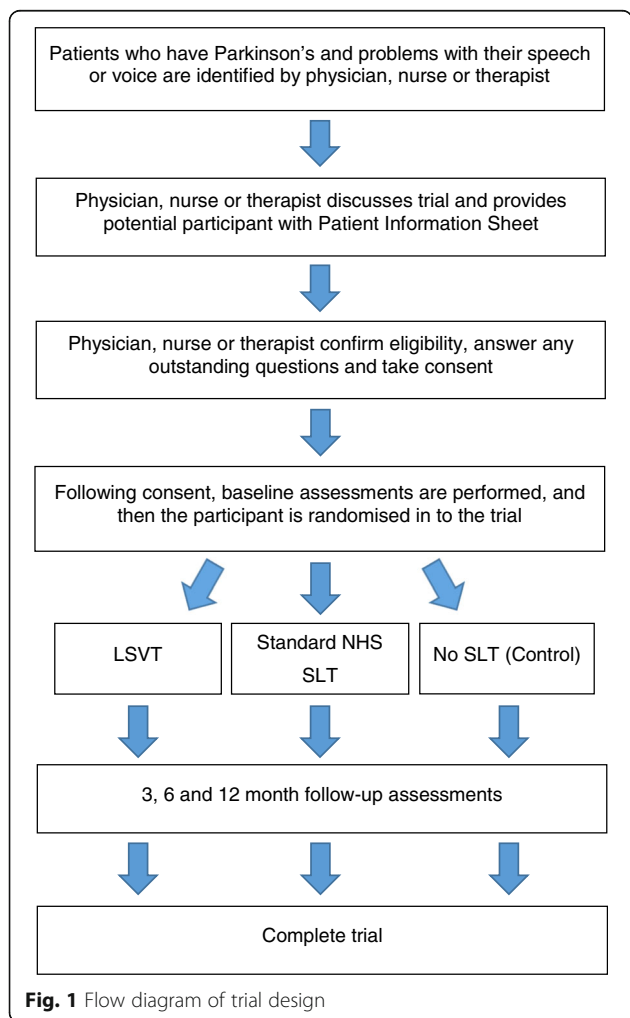 Patients who have Parkinson's and problems with their speech
or voice are identified by physician, nurse or therapist
Physician, nurse or therapist discusses trial and provides
potential participant with Patient Information Sheet
Physician, nurse or therapist confirm eligibility, answer any
outstanding questions and take consent
Following consent, baseline assessments are performed, and
then the participant is randomised in to the trial
LSVT
Standard NHS
SLT
No SLT (Control)
3, 6 and 12 month follow-up assessments
Complete trial
Fig. 1 Flow diagram of trial design